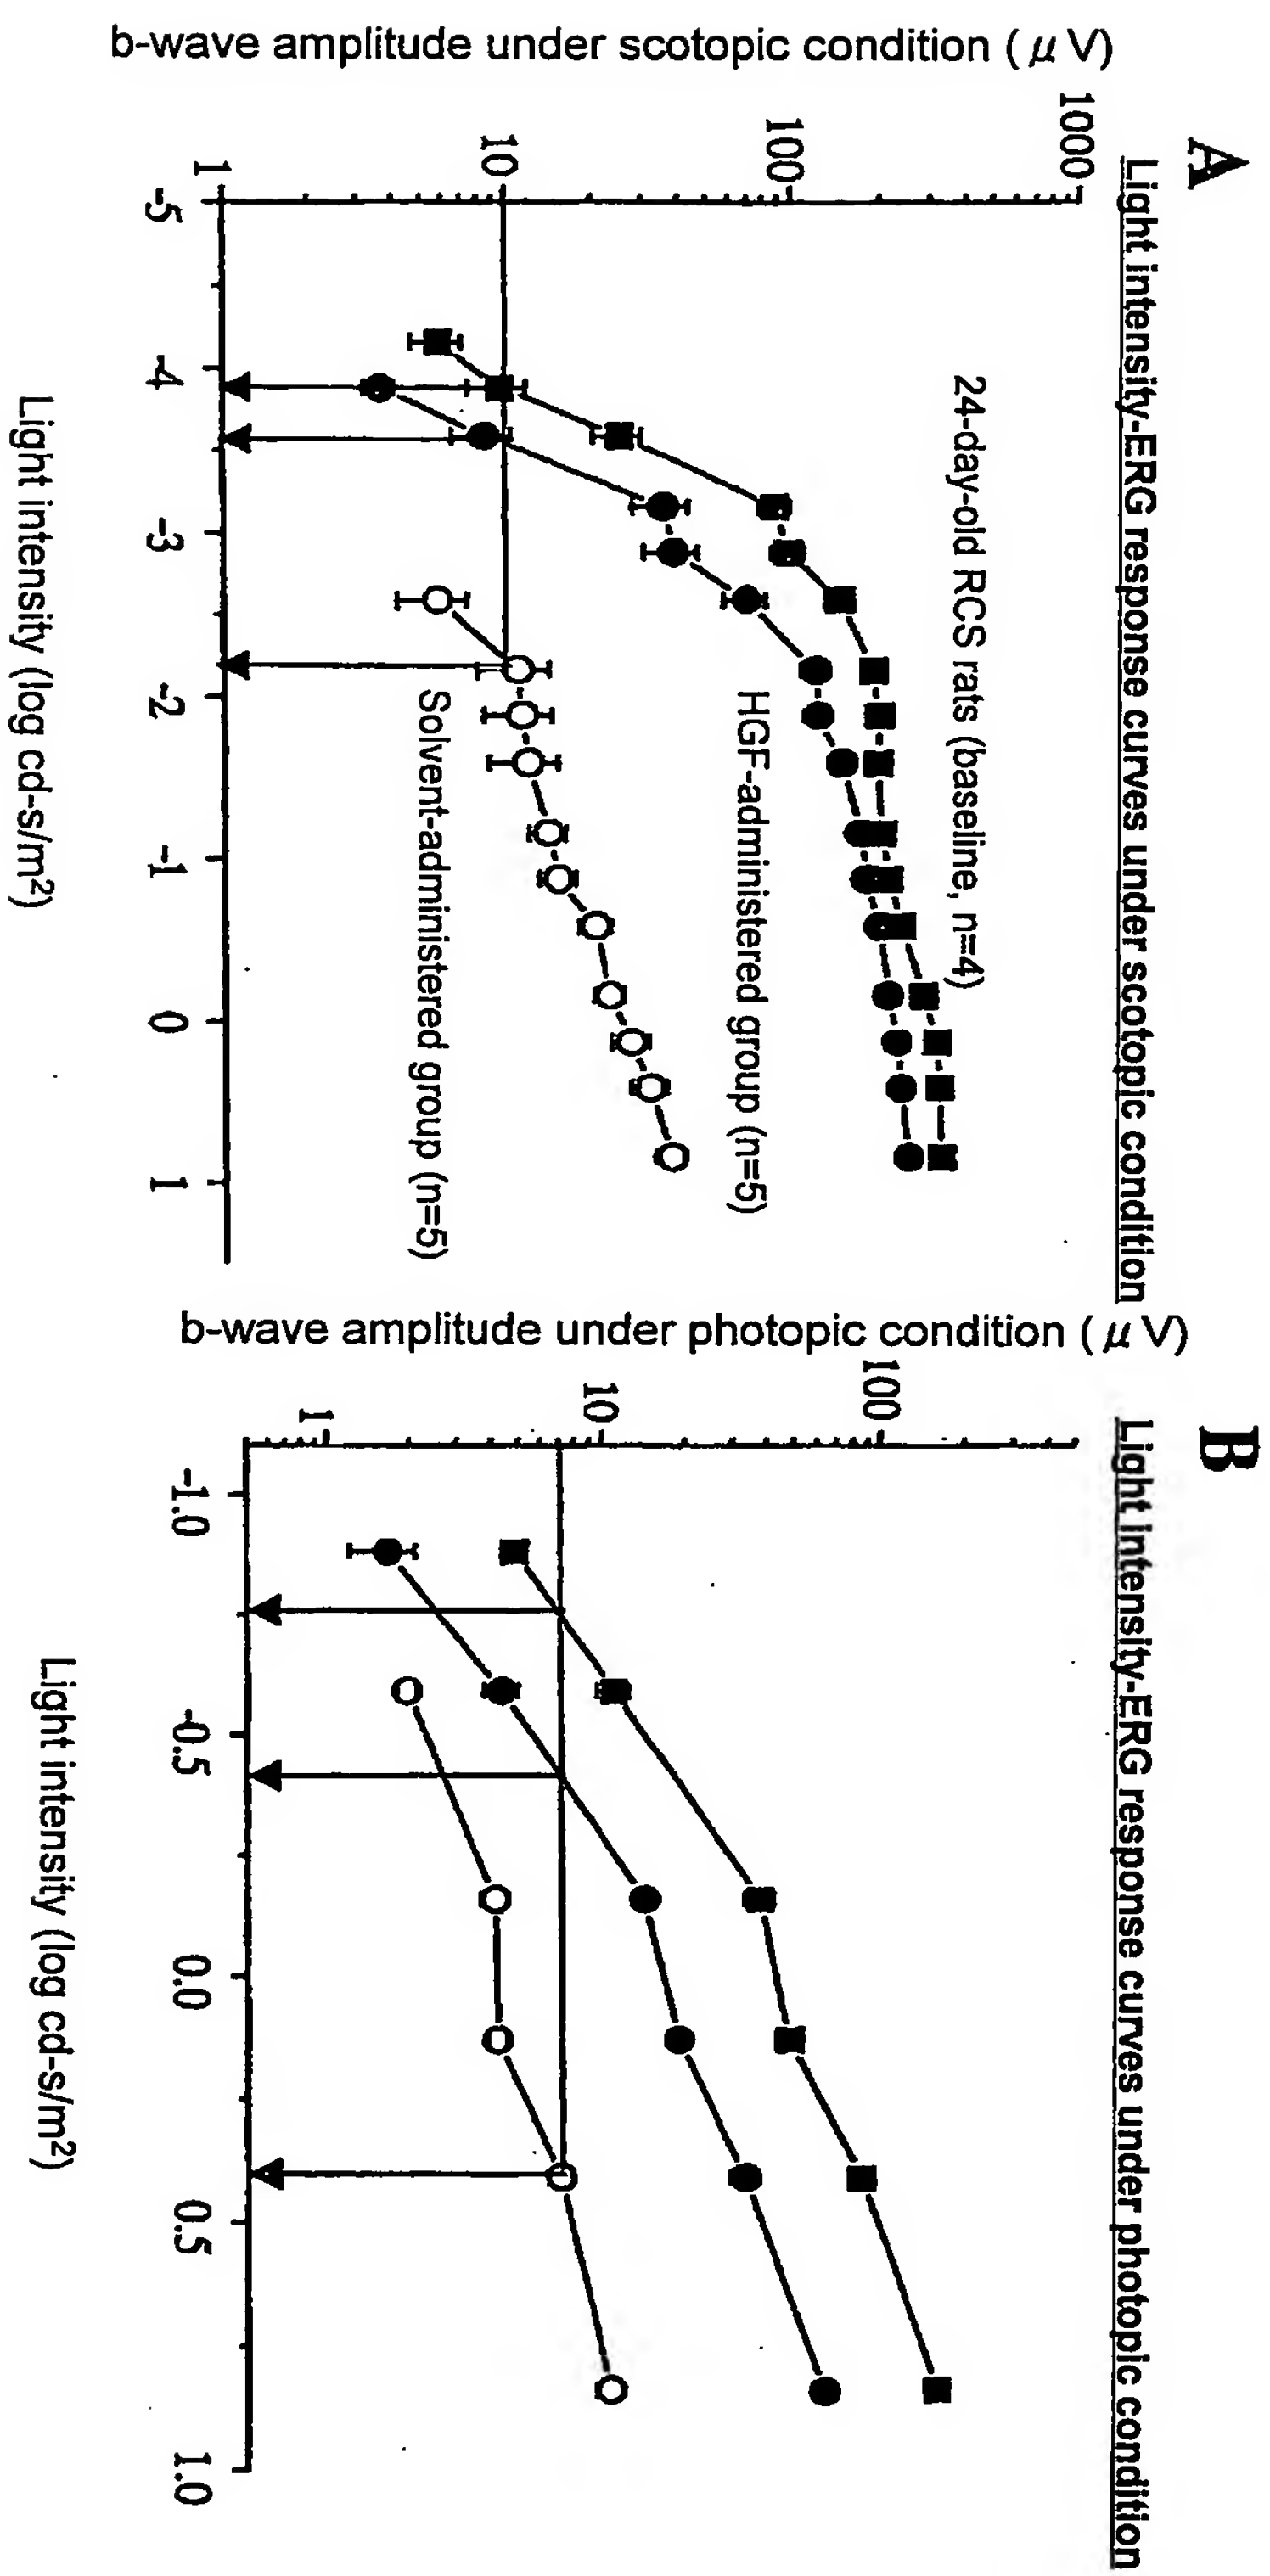 A
Light intensity-ERG response curves under scotopic condition
b-wave amplitude under scotopic condition ( μ V)
1000
100
10
1
24-day-old RCS rats (baseline, n=4)
HGF-administered group (n=5)
Solvent-administered group (n=5)
-5 -4 -3 -2 -1 0 1
Light intensity (log cd-s/m²)
B
Light intensity-ERG response curves under photopic condition
b-wave amplitude under photopic condition ( μ V)
100
10
1
-1.0 -0.5 0.0 0.5 1.0
Light intensity (log cd-s/m²)